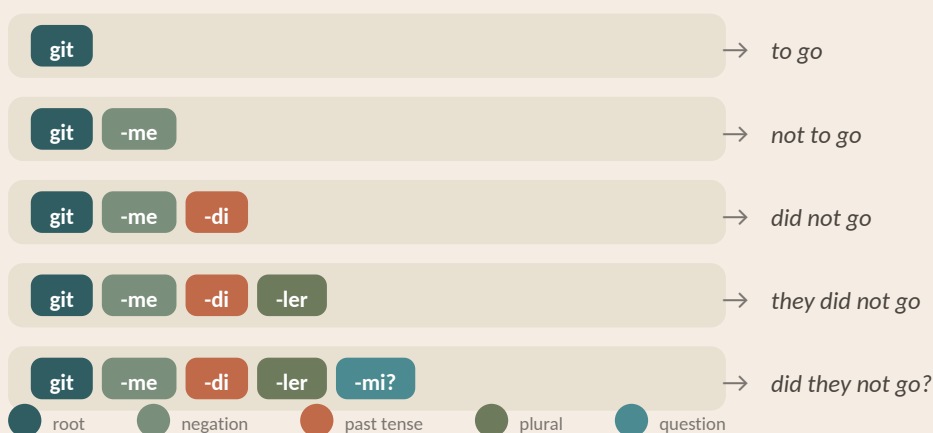 git → to go
git -me → not to go
git -me -di → did not go
git -me -di -ler → they did not go
git -me -di -ler -mi? → did they not go?
root negation past tense plural question